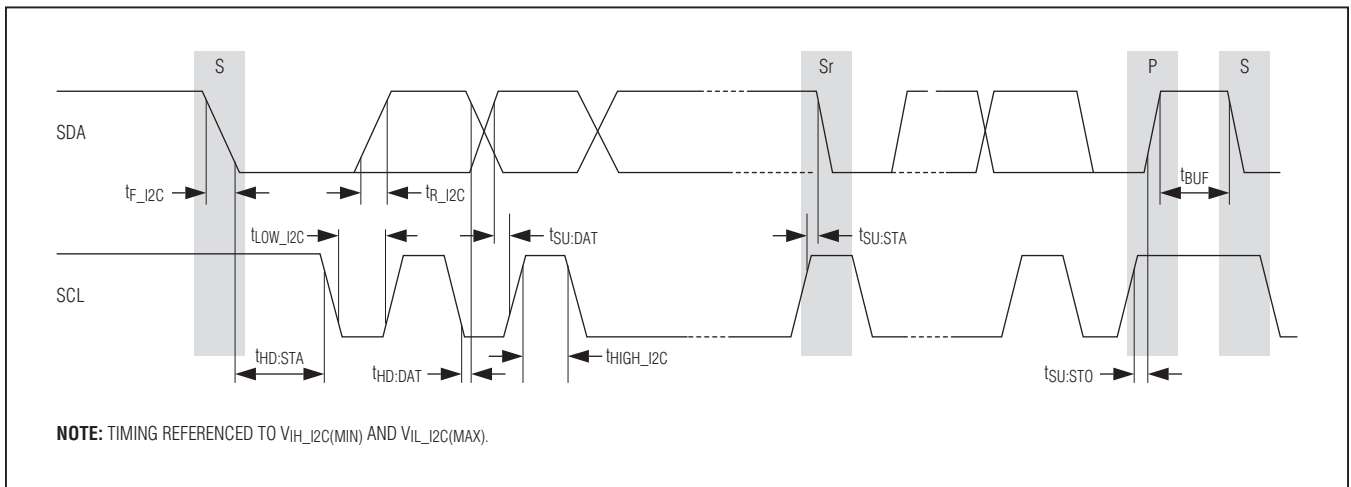 S Sr P S
SDA
tF_I2C tR_I2C tBUF
tLOW_I2C tSU:DAT tSU:STA
SCL
tHD:STA tHD:DAT tHIGH_I2C tSU:STO
NOTE: TIMING REFERENCED TO VIH_I2C(MIN) AND VIL_I2C(MAX).